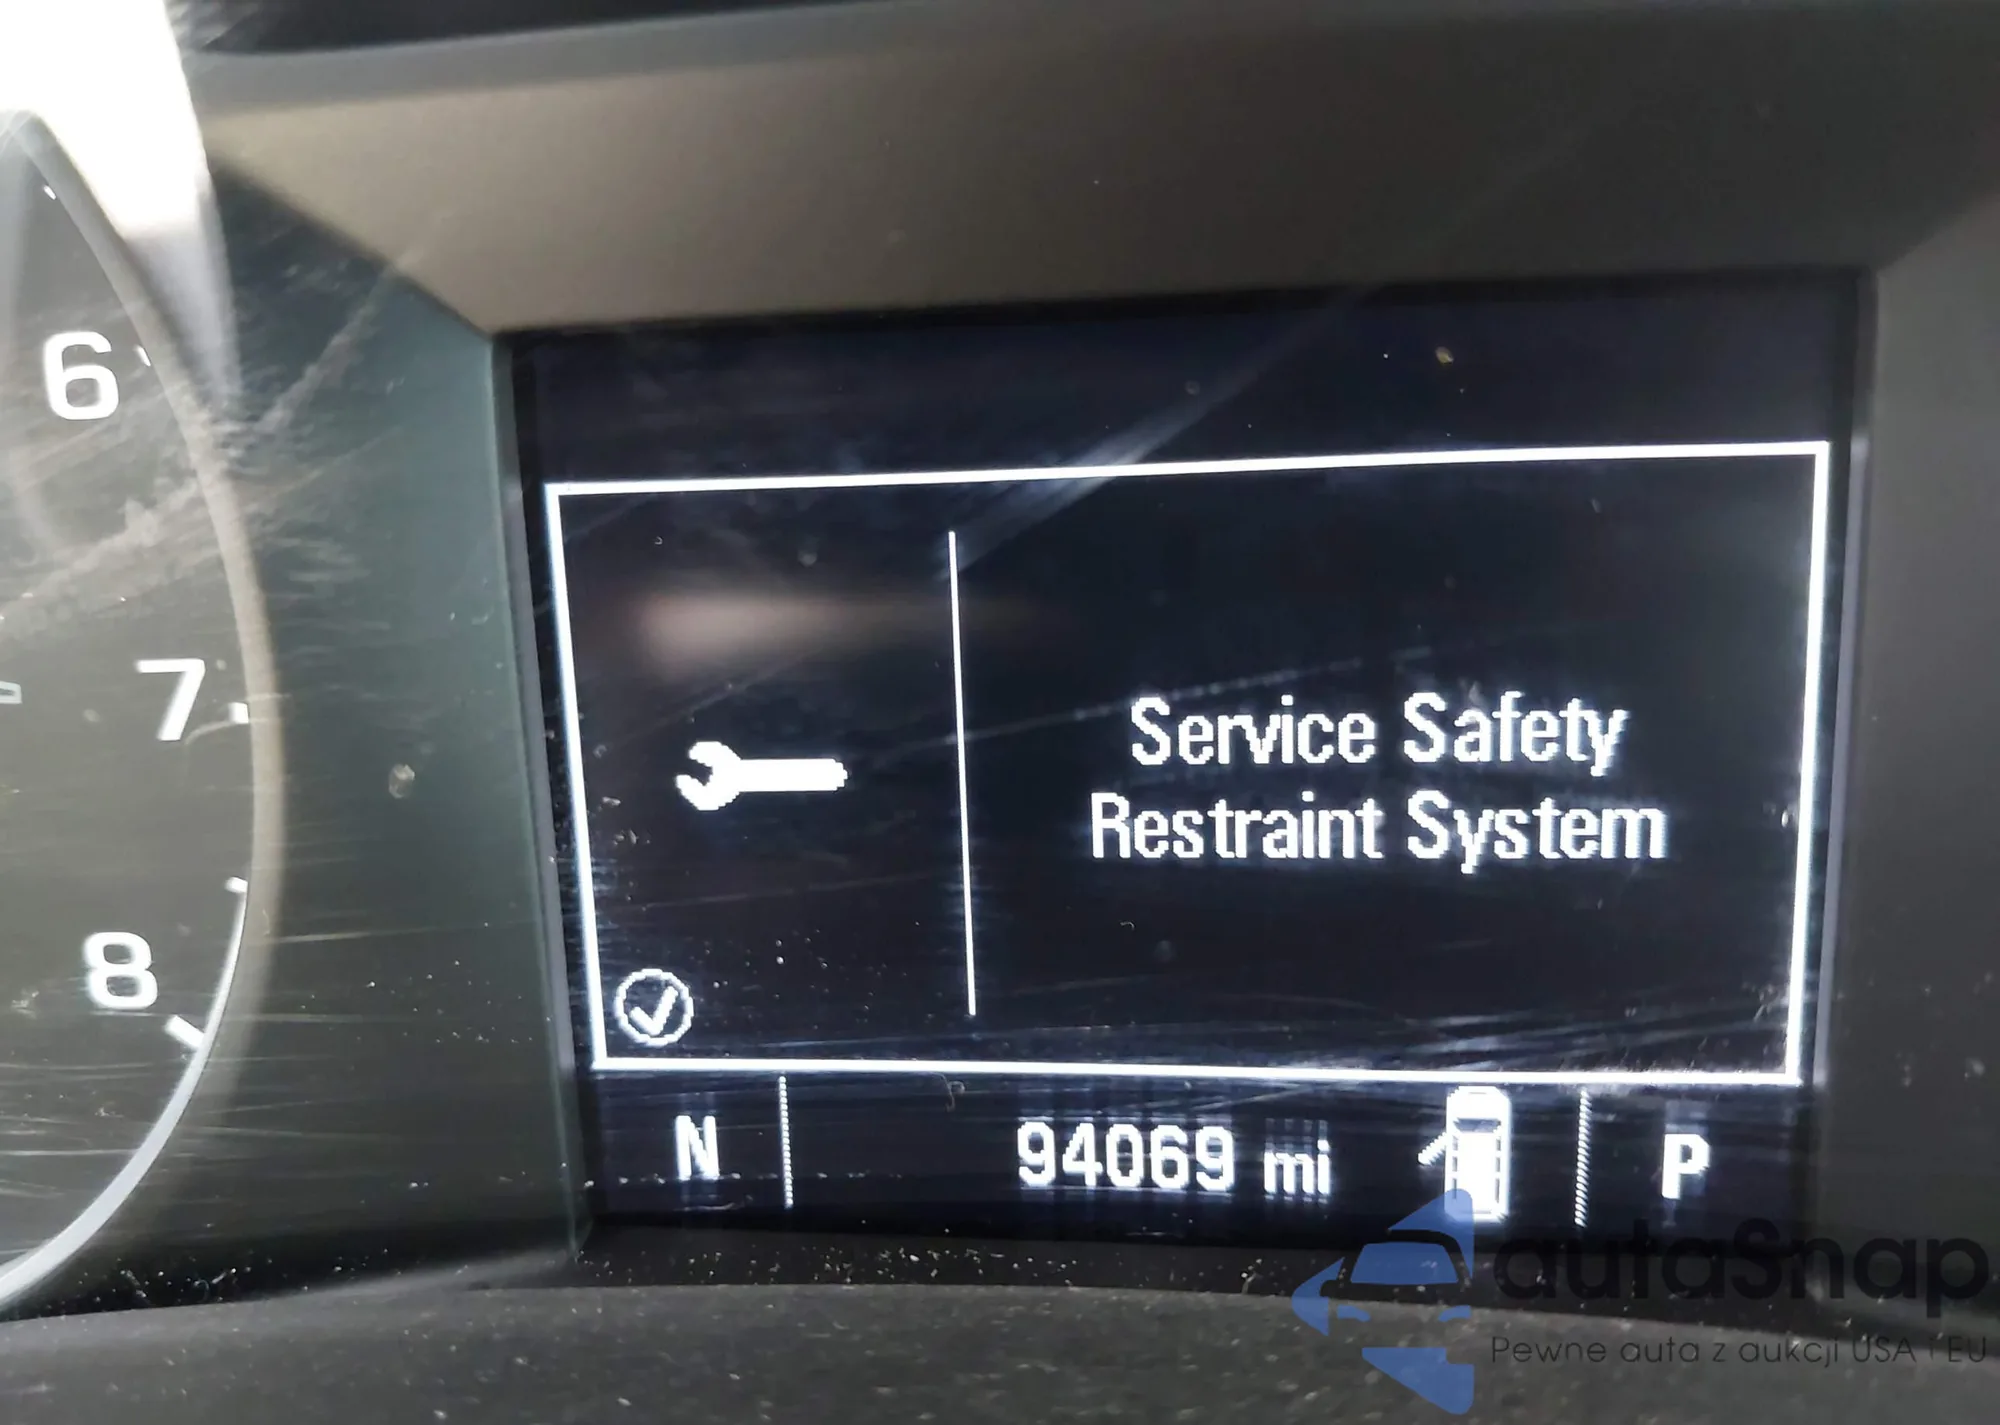 6
7
8
Service Safety
Restraint System
N
94069 mi
P
autaSnap
Pewne auta z aukcji USA i EU